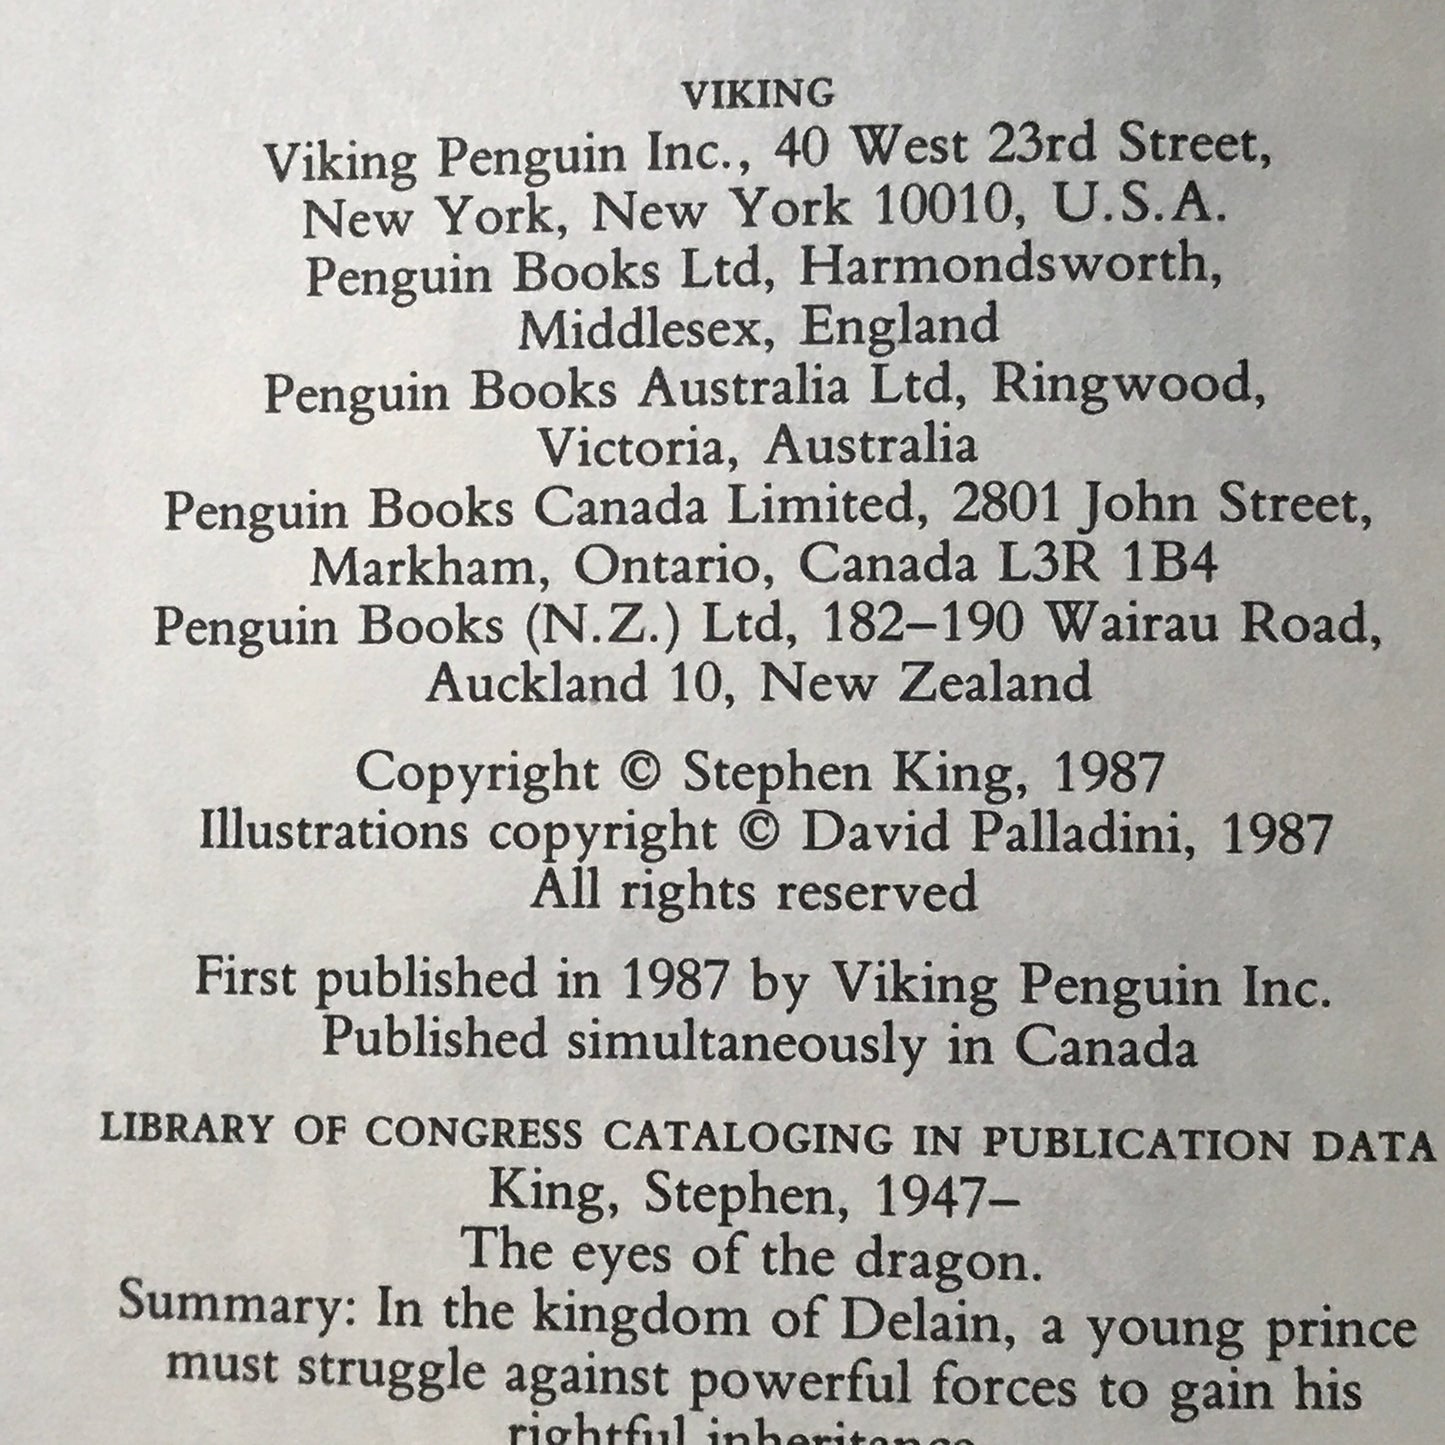 VIKING
Viking Penguin Inc., 40 West 23rd Street,
New York, New York 10010, U.S.A.
Penguin Books Ltd, Harmondsworth,
Middlesex, England
Penguin Books Australia Ltd, Ringwood,
Victoria, Australia
Penguin Books Canada Limited, 2801 John Street,
Markham, Ontario, Canada L3R 1B4
Penguin Books (N.Z.) Ltd, 182–190 Wairau Road,
Auckland 10, New Zealand
Copyright © Stephen King, 1987
Illustrations copyright © David Palladini, 1987
All rights reserved
First published in 1987 by Viking Penguin Inc.
Published simultaneously in Canada
LIBRARY OF CONGRESS CATALOGING IN PUBLICATION DATA
King, Stephen, 1947–
The eyes of the dragon.
Summary: In the kingdom of Delain, a young prince
must struggle against powerful forces to gain his
rightful inheritance